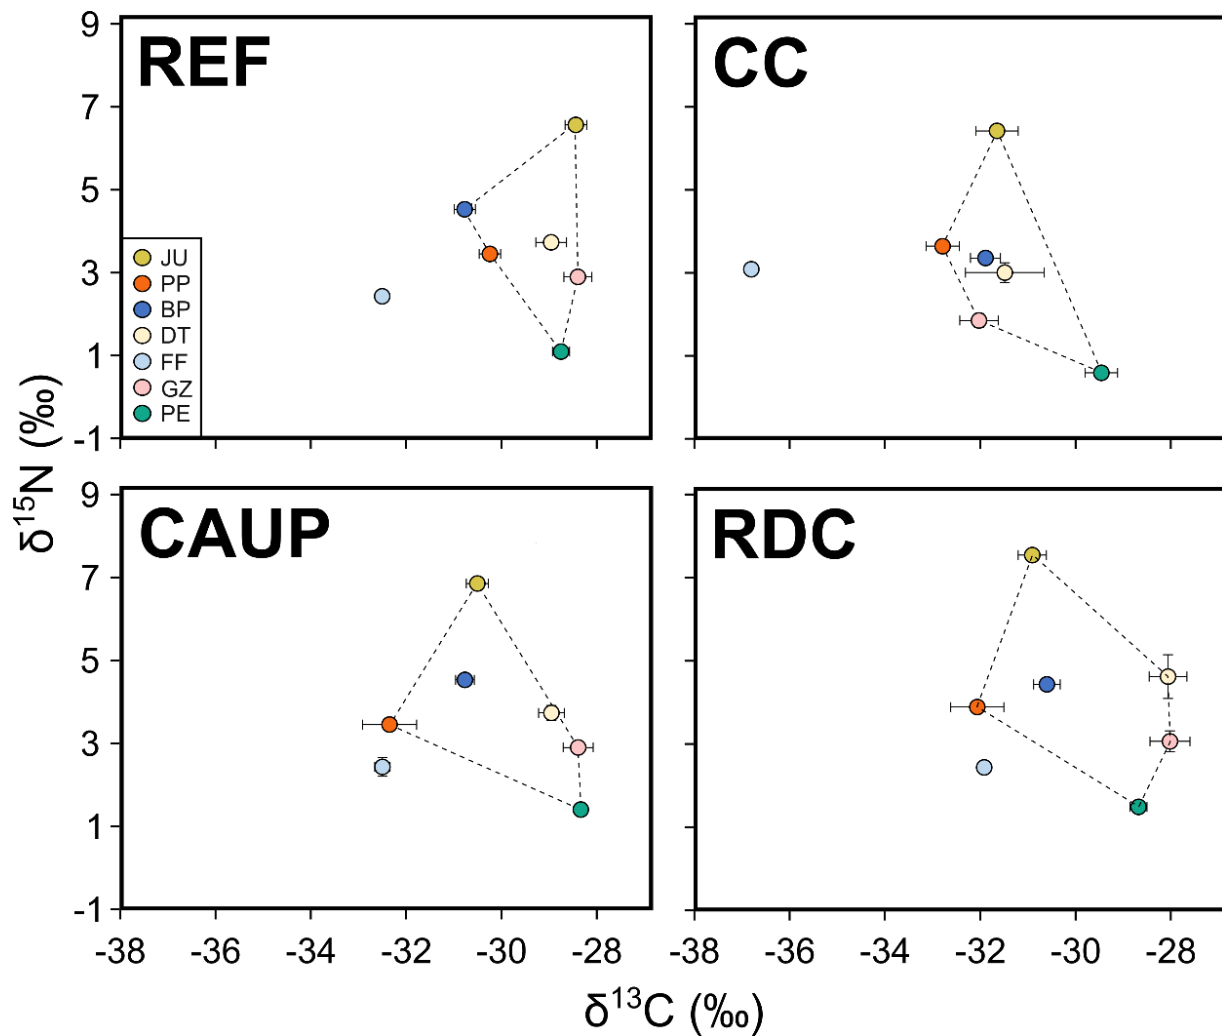 REF
CC
9
7
5
3
1
-1
JU
PP
BP
DT
FF
GZ
PE
CAUP
RDC
9
7
5
3
1
-1
-38 -36 -34 -32 -30 -28 -38 -36 -34 -32 -30 -28
δ¹⁵N (‰)
δ¹³C (‰)